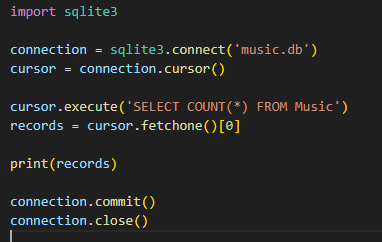 import sqlite3
connection = sqlite3.connect('music.db')
cursor = connection.cursor()
cursor.execute('SELECT COUNT(*) FROM Music')
records = cursor.fetchone()[0]
print(records)
connection.commit()
connection.close()